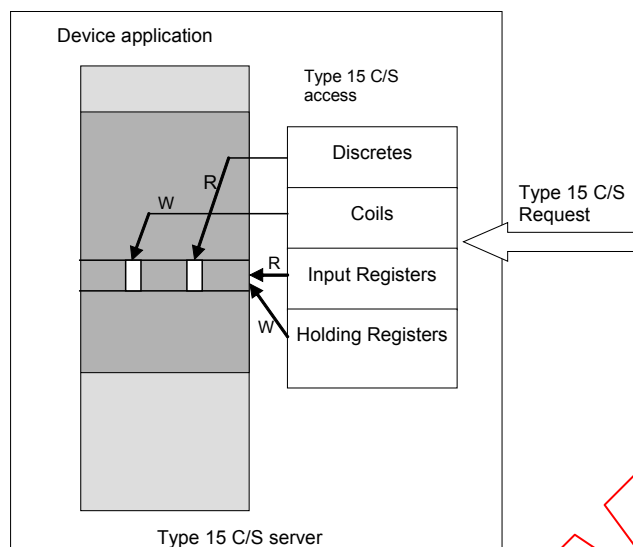 Device application
Type 15 C/S
access
Discretes
R
Type 15 C/S
Request
W
Coils
R
Input Registers
W
Holding Registers
Type 15 C/S server